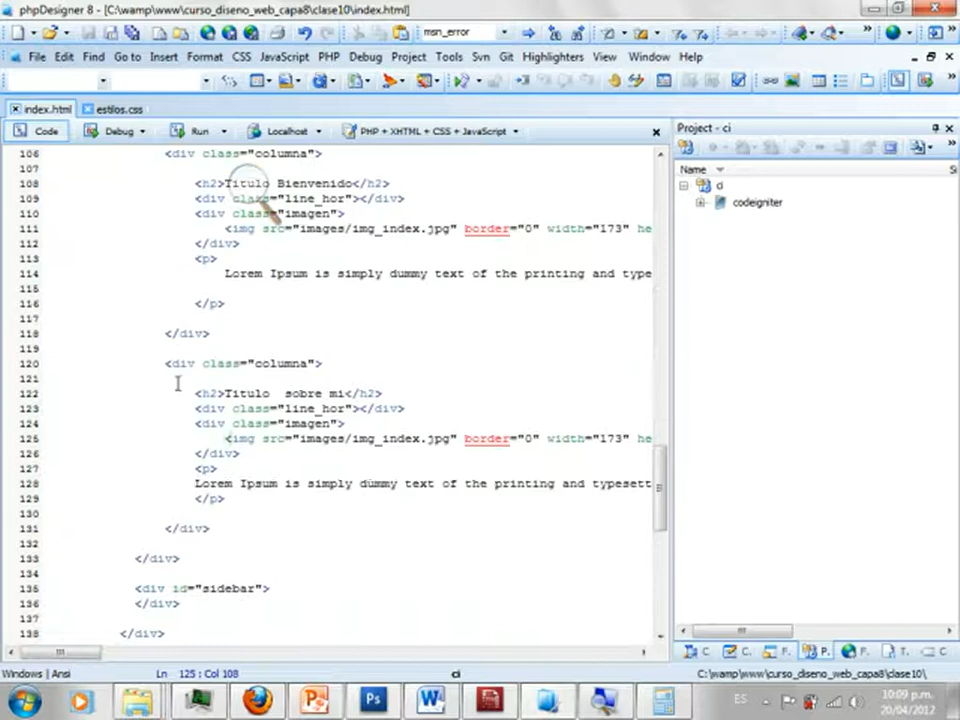 phpDesigner 8 - [C:\wamp\www\curso_diseno_web_capa8\clase10\index.html]
msn_error
File Edit Find Go to Insert Format CSS JavaScript PHP Debug Project Tools Svn Git Highlighters View Window Help
index.html estilos.css
Code Debug Run Localhost PHP + XHTML + CSS + JavaScript
Project - ci
Name
ci
codeigniter
106 <div class="columna">
107
108 <h2>Titulo Bienvenido</h2>
109 <div class="line_hor"></div>
110 <div class="imagen">
111 <img src="images/img_index.jpg" border="0" width="173" he
112 </div>
113 <p>
114 Lorem Ipsum is simply dummy text of the printing and type
115
116 </p>
117
118 </div>
119
120 <div class="columna">
121
122 <h2>Titulo  sobre mi</h2>
123 <div class="line_hor"></div>
124 <div class="imagen">
125 <img src="images/img_index.jpg" border="0" width="173" he
126 </div>
127 <p>
128 Lorem Ipsum is simply dummy text of the printing and typesett
129 </p>
130
131 </div>
132
133 </div>
134
135 <div id="sidebar">
136 </div>
137
138 </div>
C C. F. P. F. T. C
Windows | Ansi Ln 125 : Col 108 ci C:\wamp\www\curso_diseno_web_capa8\clase10\
ES 10:09 p.m.
20/04/2012